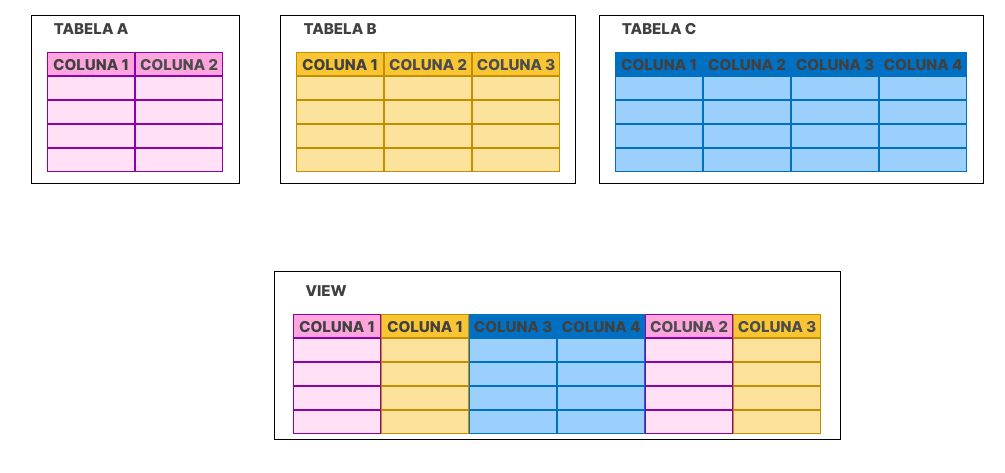 TABELA A
COLUNA 1 COLUNA 2
TABELA B
COLUNA 1 COLUNA 2 COLUNA 3
TABELA C
COLUNA 1 COLUNA 2 COLUNA 3 COLUNA 4
VIEW
COLUNA 1 COLUNA 1 COLUNA 3 COLUNA 4 COLUNA 2 COLUNA 3